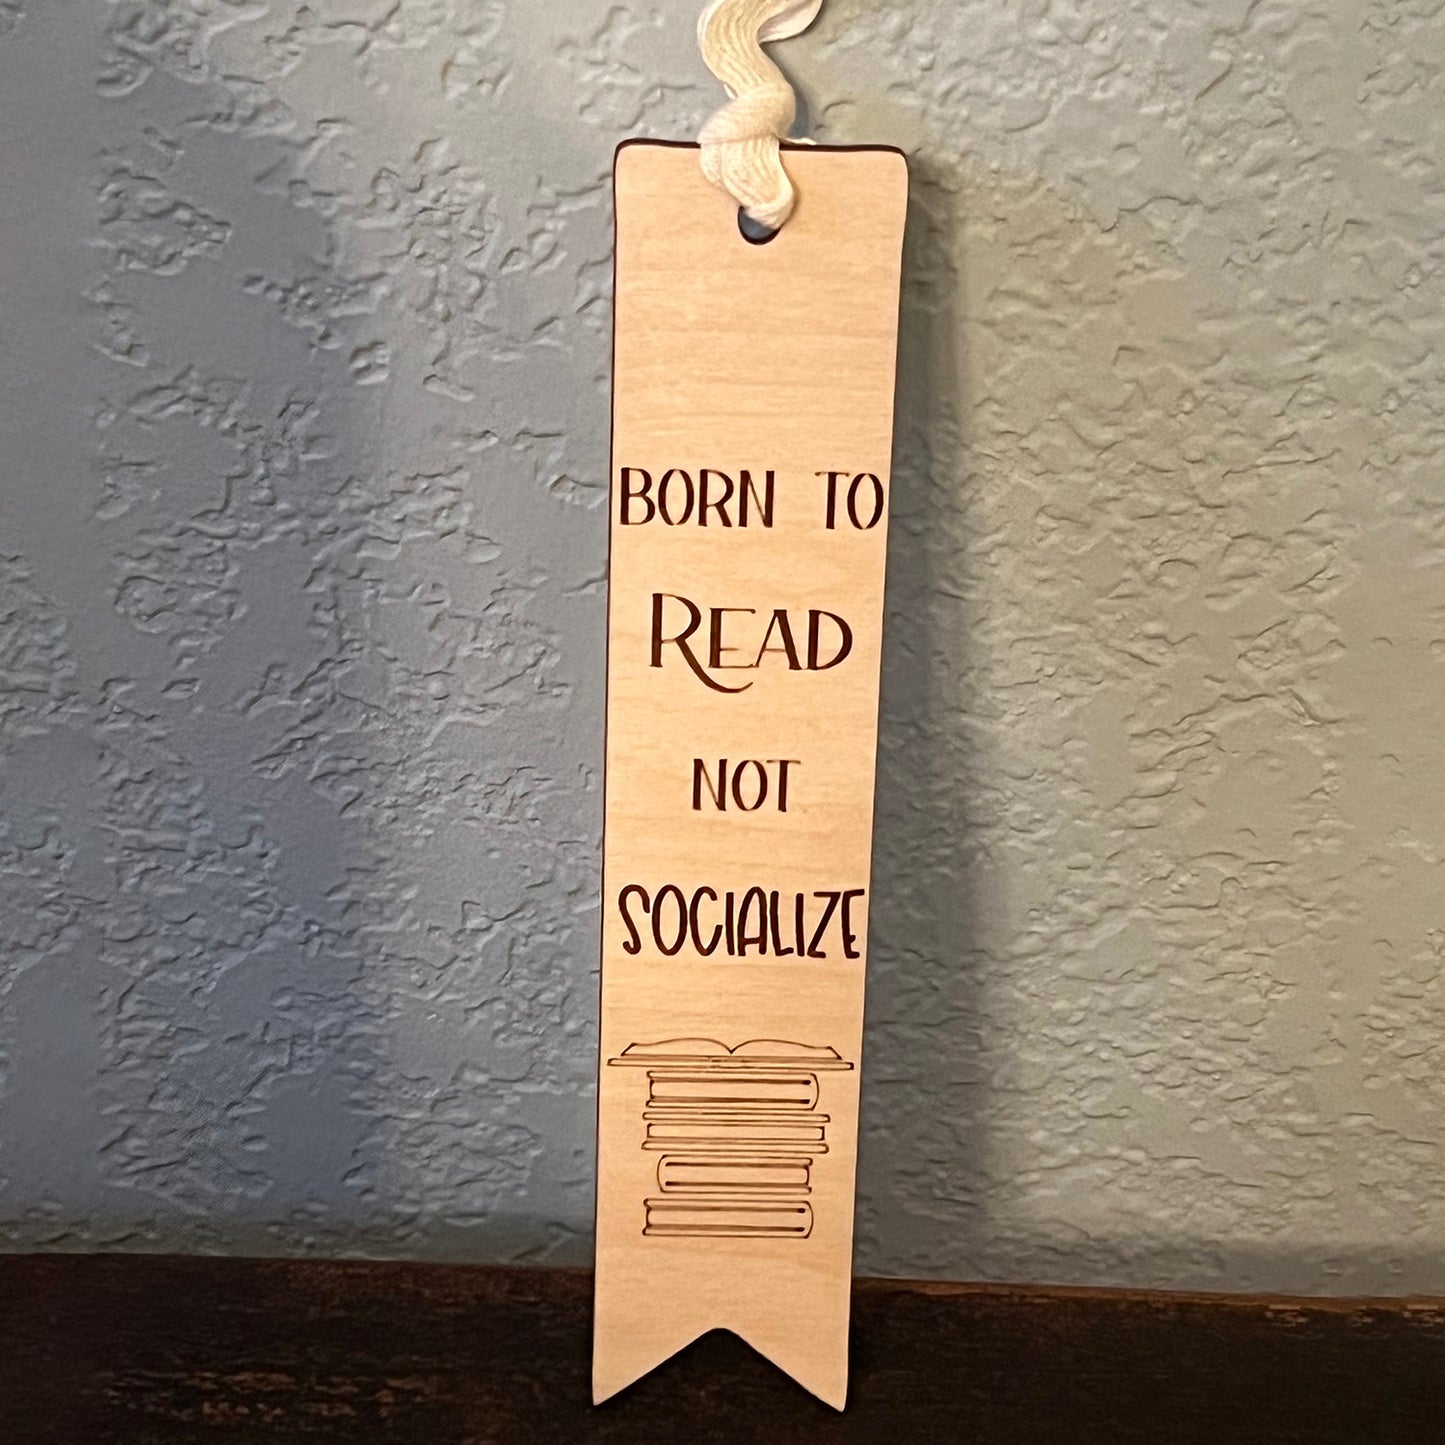 BORN TO
READ
NOT
SOCIALIZE